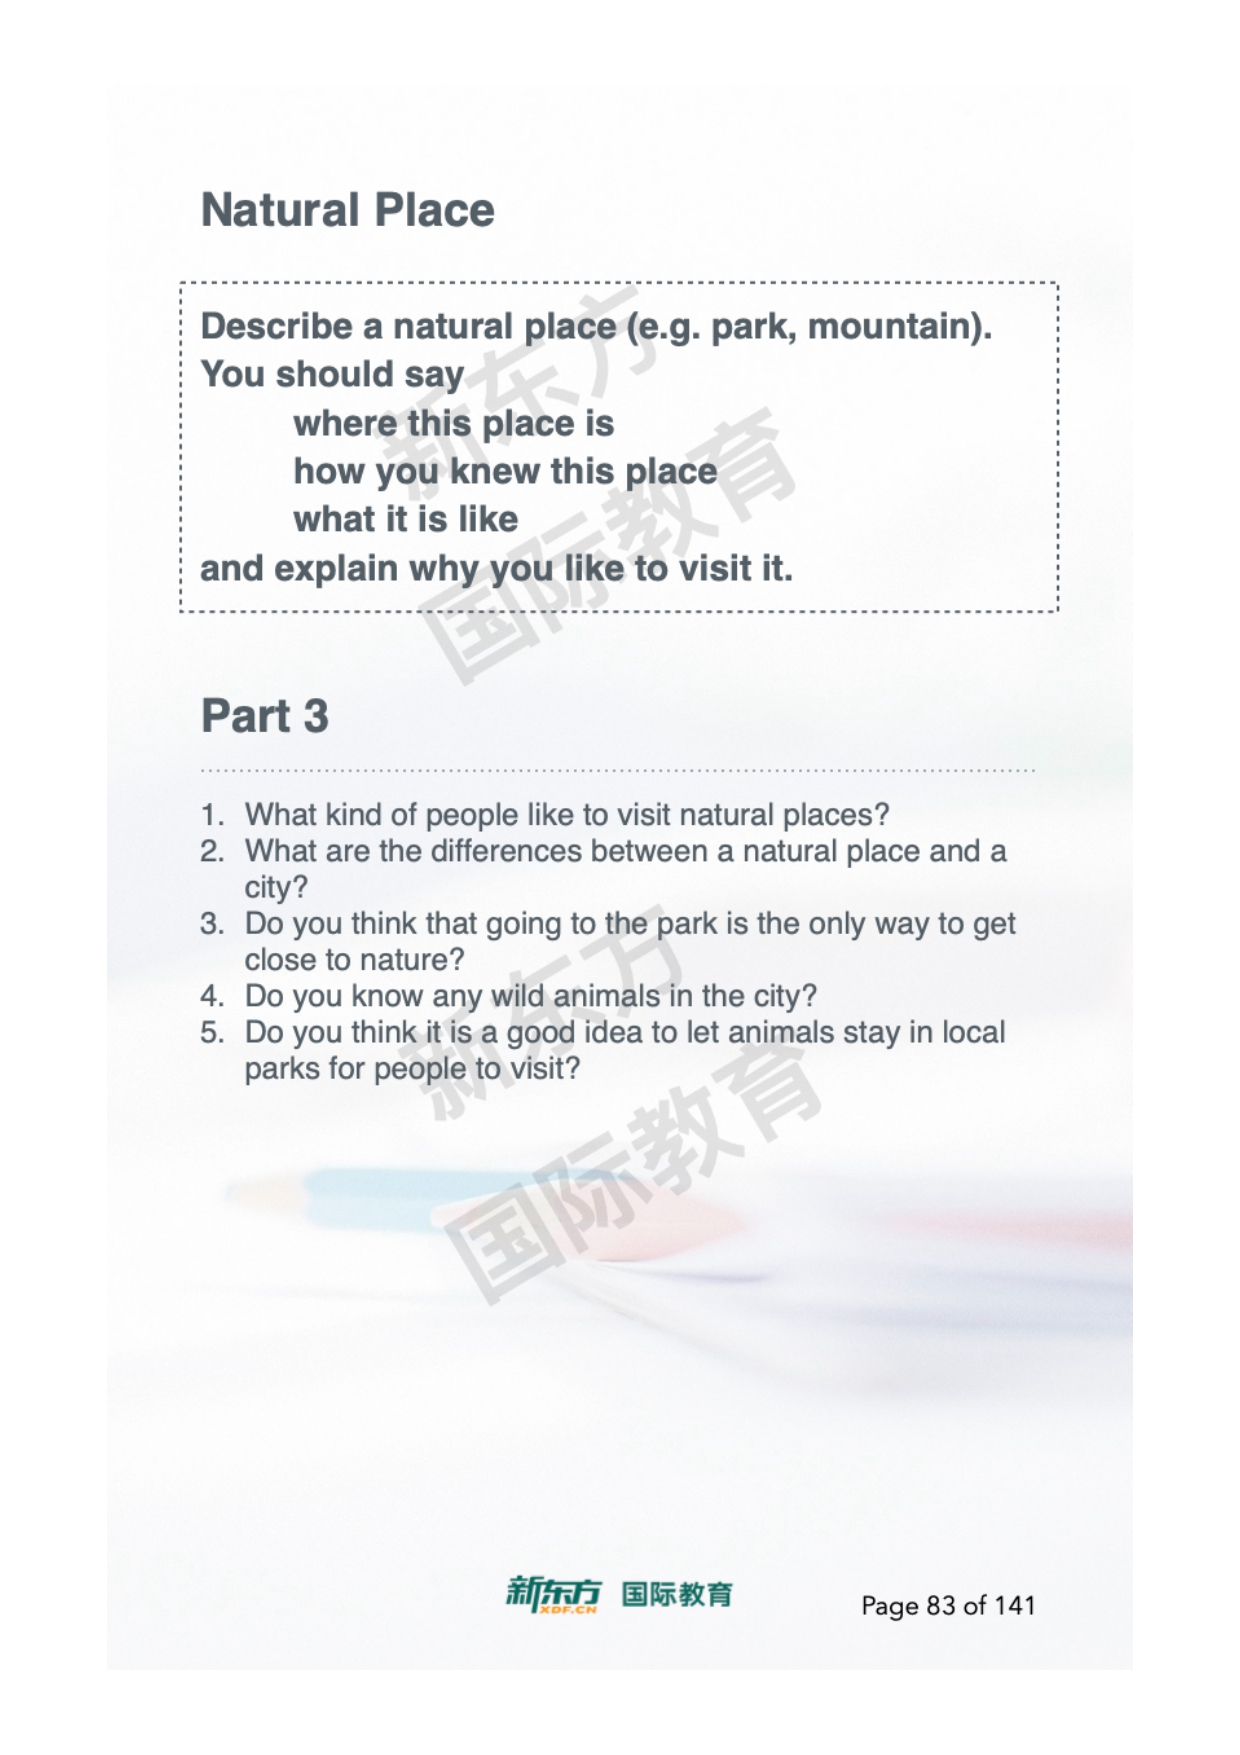 Natural Place
Describe a natural place (e.g. park, mountain).
You should say
where this place is
how you knew this place
what it is like
and explain why you like to visit it.
新东方
国际教育
Part 3
1. What kind of people like to visit natural places?
2. What are the differences between a natural place and a
city?
3. Do you think that going to the park is the only way to get
close to nature?
4. Do you know any wild animals in the city?
5. Do you think it is a good idea to let animals stay in local
parks for people to visit?
新东方
国际教育
新东方 国际教育
XDF.CN
Page 83 of 141